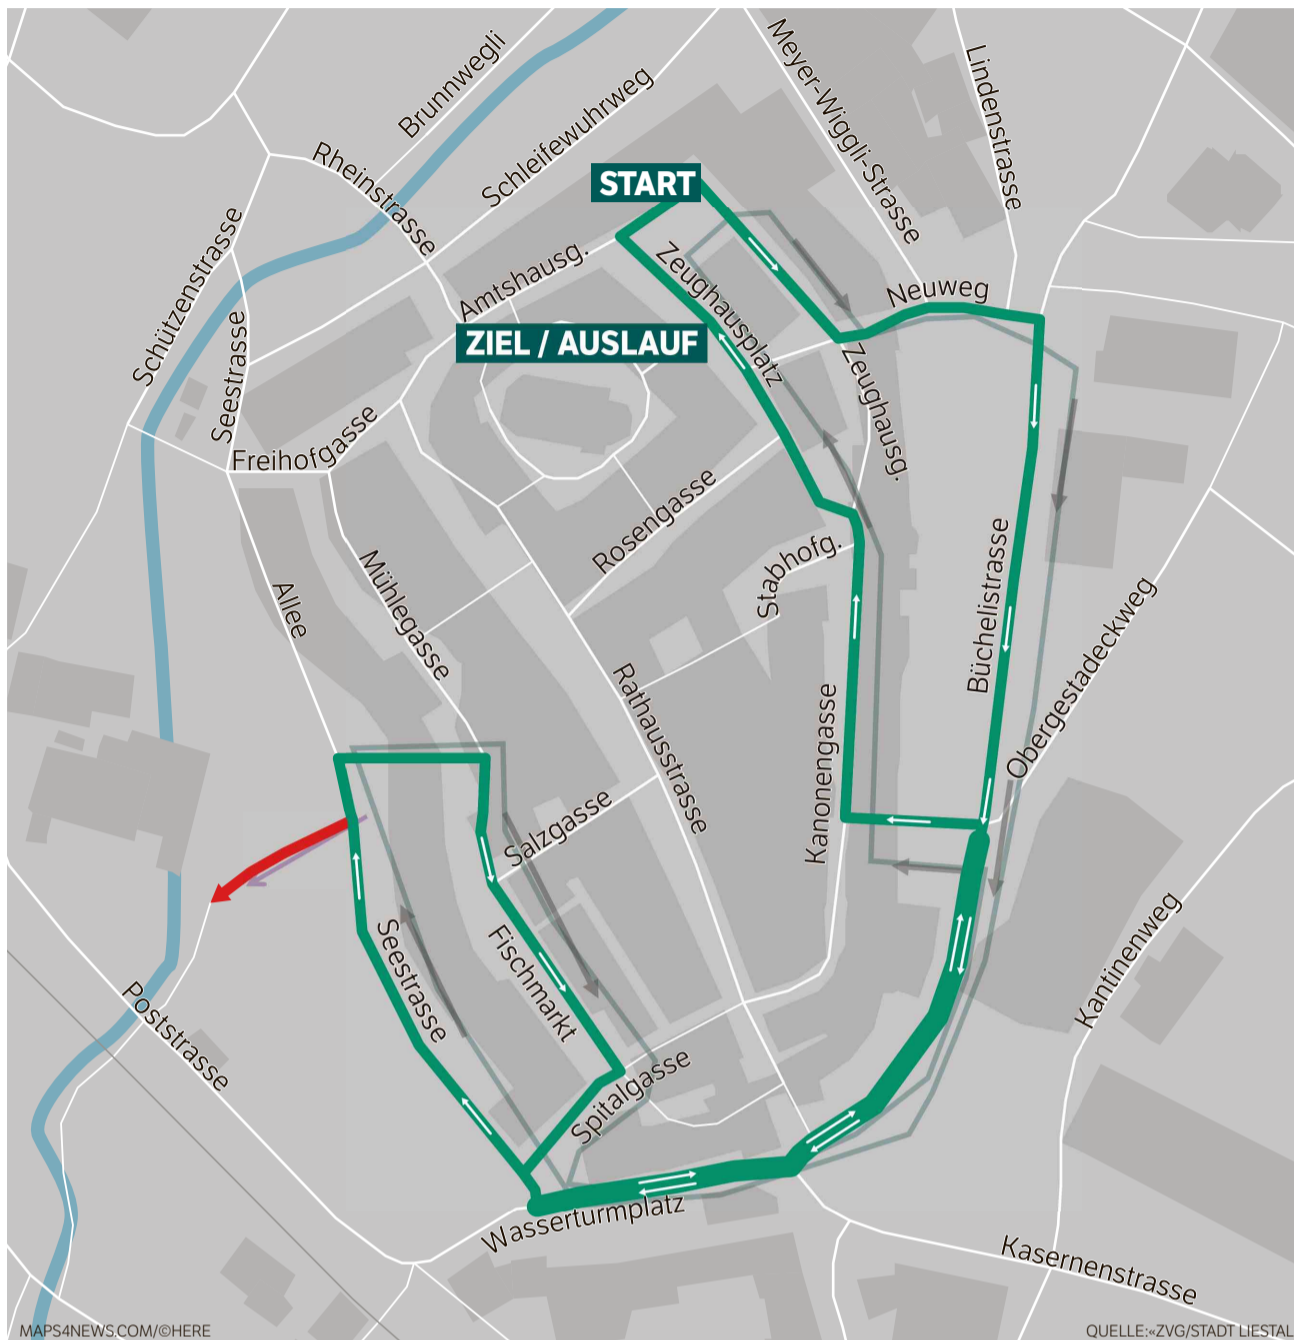 Brunnwegli
Meyer-Wiggli-Strasse
Lindenstrasse
Schleifewuhrweg
Rheinstrasse
START
Schützenstrasse
Amtshausg.
Zeughausplatz
Neuweg
ZIEL / AUSLAUF
Seestrasse
Zeughausg.
Freihofgasse
Rosengasse
Stabhofg.
Büchelistrasse
Allee
Mühlegasse
Obergestadeckweg
Rathausstrasse
Kanonengasse
Salzgasse
Seestrasse
Fischmarkt
Kantinenweg
Poststrasse
Spitalgasse
Wasserturmplatz
Kasernenstrasse
MAPS4NEWS.COM/©HERE
QUELLE:«ZVG/STADT LIESTAL